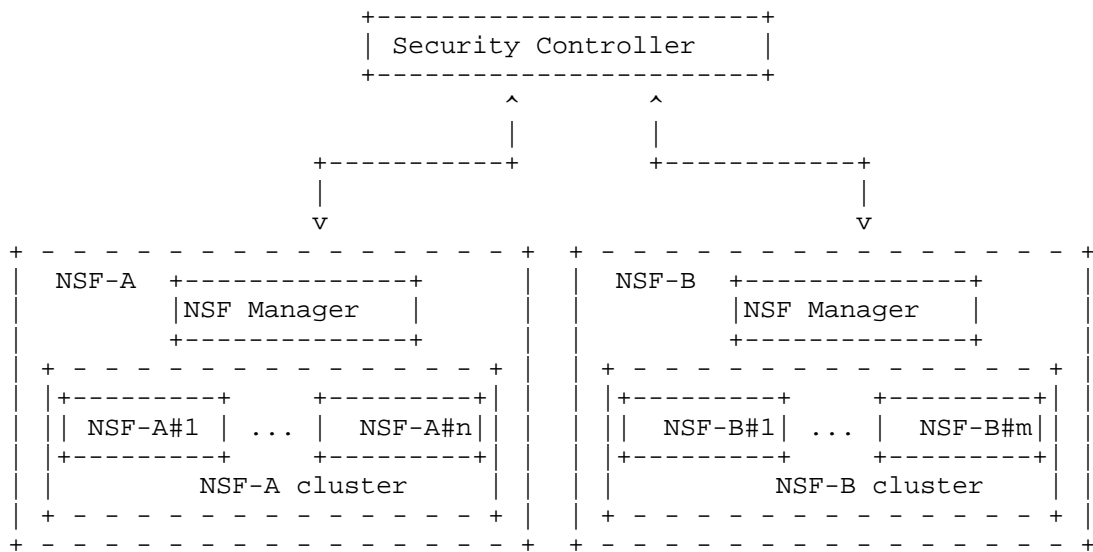 Security Controller
NSF-A NSF-B
NSF Manager NSF Manager
NSF-A#1 ... NSF-A#n NSF-B#1 ... NSF-B#m
NSF-A cluster NSF-B cluster